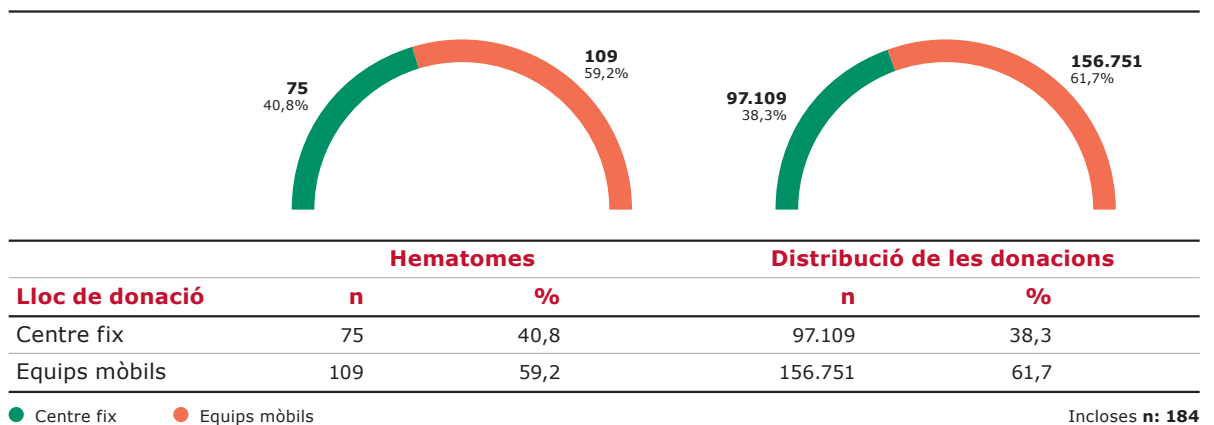 75
40,8%
109
59,2%
97.109
38,3%
156.751
61,7%
Hematomes Distribució de les donacions
Lloc de donació n % n %
Centre fix 75 40,8 97.109 38,3
Equips mòbils 109 59,2 156.751 61,7
Centre fix Equips mòbils Incloses n: 184